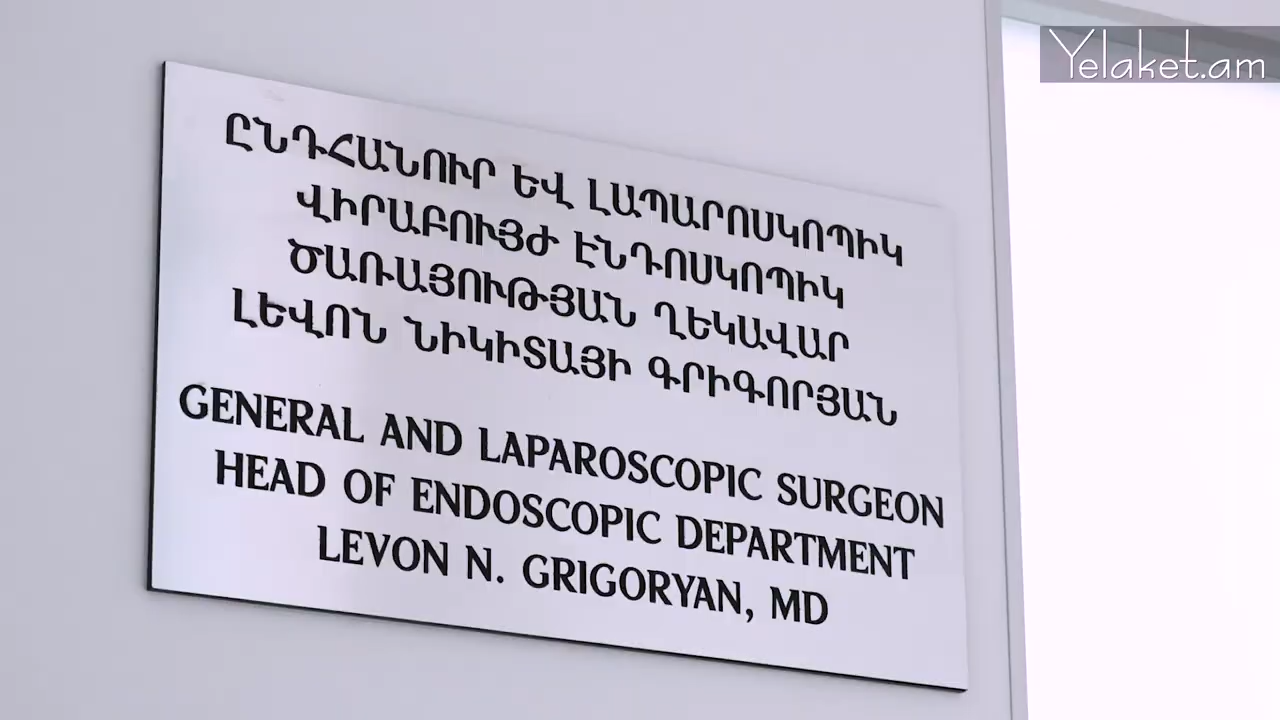 Yelaket.am
ԸՆԴՀԱՆՈՒՐ ԵՎ ԼԱՊԱՐՈՍԿՈՊԻԿ
ՎԻՐԱԲՈՒՅԺ ԷՆԴՈՍԿՈՊԻԿ
ԾԱՌԱՅՈՒԹՅԱՆ ՂԵԿԱՎԱՐ
ԼԵՎՈՆ ՆԻԿԻՏԱՅԻ ԳՐԻԳՈՐՅԱՆ
GENERAL AND LAPAROSCOPIC SURGEON
HEAD OF ENDOSCOPIC DEPARTMENT
LEVON N. GRIGORYAN, MD